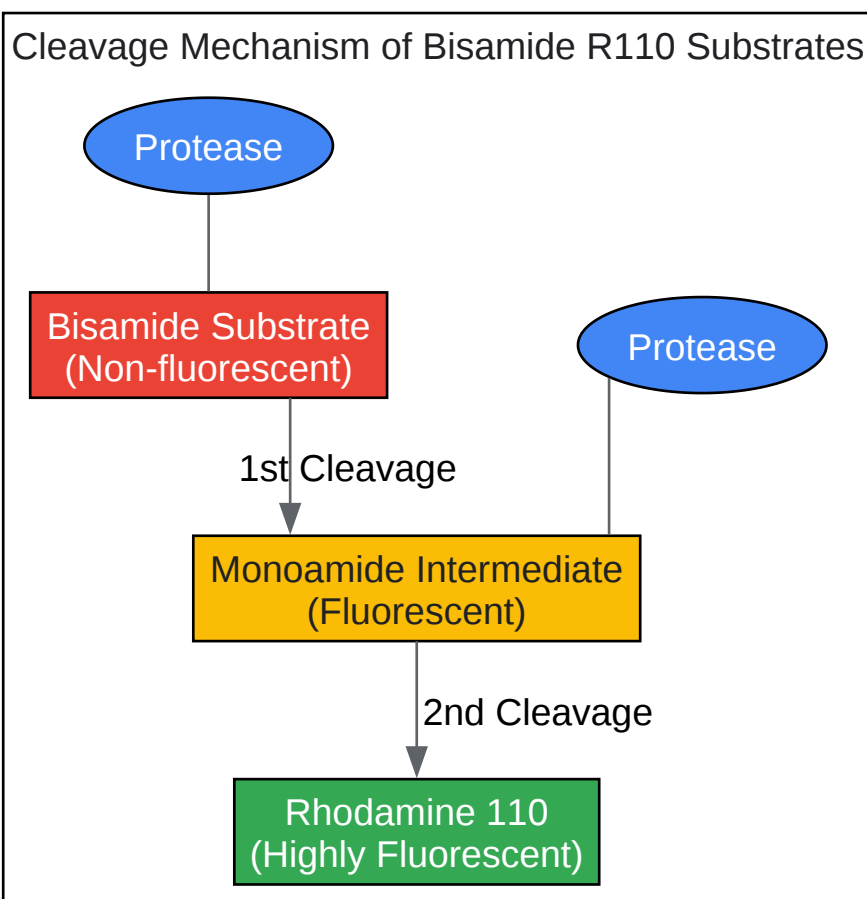 Cleavage Mechanism of Bisamide R110 Substrates
Protease
Bisamide Substrate
(Non-fluorescent)
Protease
1st Cleavage
Monoamide Intermediate
(Fluorescent)
2nd Cleavage
Rhodamine 110
(Highly Fluorescent)